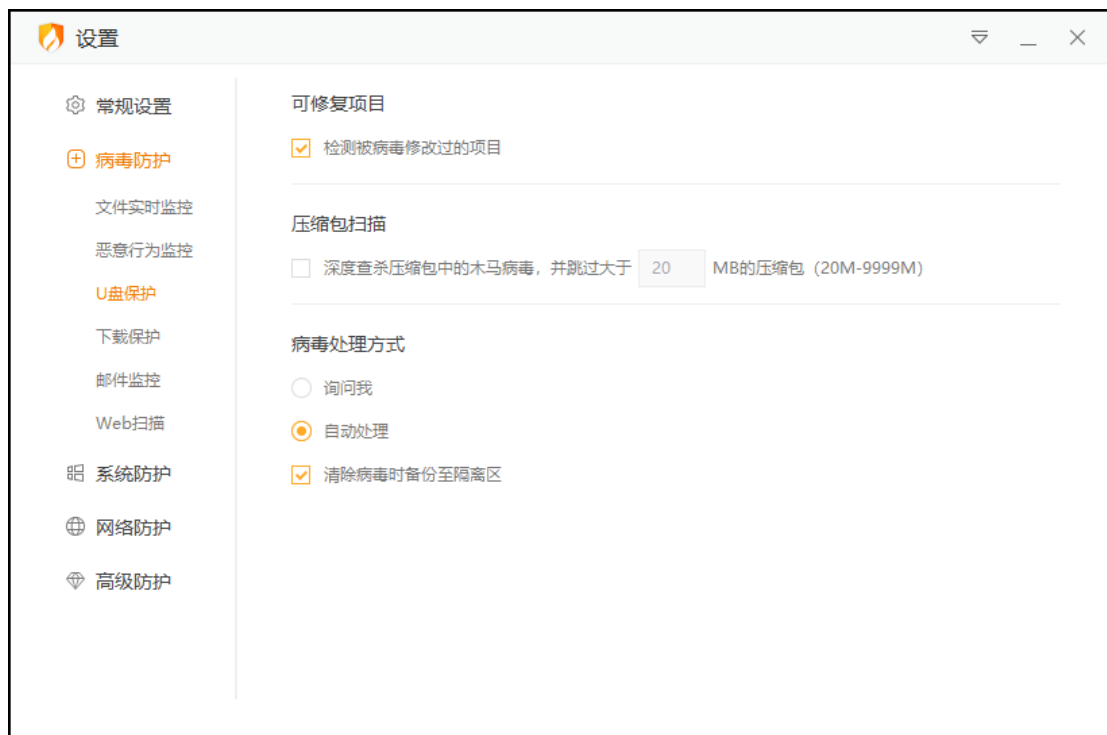 设置
常规设置
病毒防护
文件实时监控
恶意行为监控
U盘保护
下载保护
邮件监控
Web扫描
系统防护
网络防护
高级防护
可修复项目
检测被病毒修改过的项目
压缩包扫描
深度查杀压缩包中的木马病毒，并跳过大于 20 MB的压缩包（20M-9999M）
病毒处理方式
询问我
自动处理
清除病毒时备份至隔离区